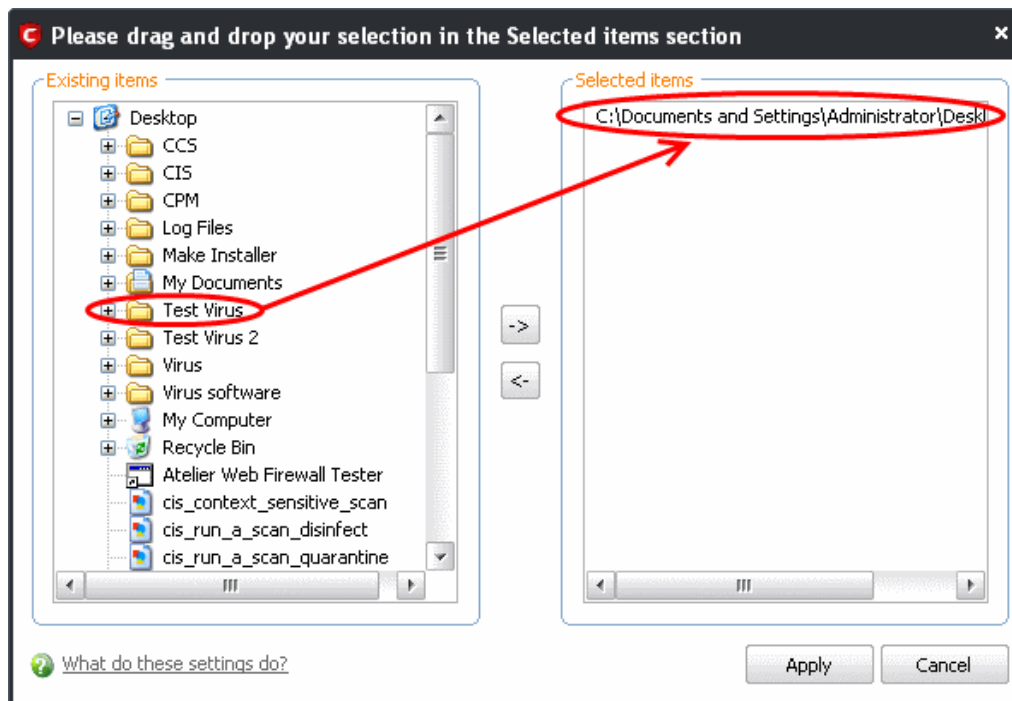 Please drag and drop your selection in the Selected items section
Existing items
Desktop
CCS
CIS
CPM
Log Files
Make Installer
My Documents
Test Virus
Test Virus 2
Virus
Virus software
My Computer
Recycle Bin
Atelier Web Firewall Tester
cis_context_sensitive_scan
cis_run_a_scan_disinfect
cis_run_a_scan_quarantine
->
<-
Selected items
C:\Documents and Settings\Administrator\Desk
What do these settings do?
Apply
Cancel